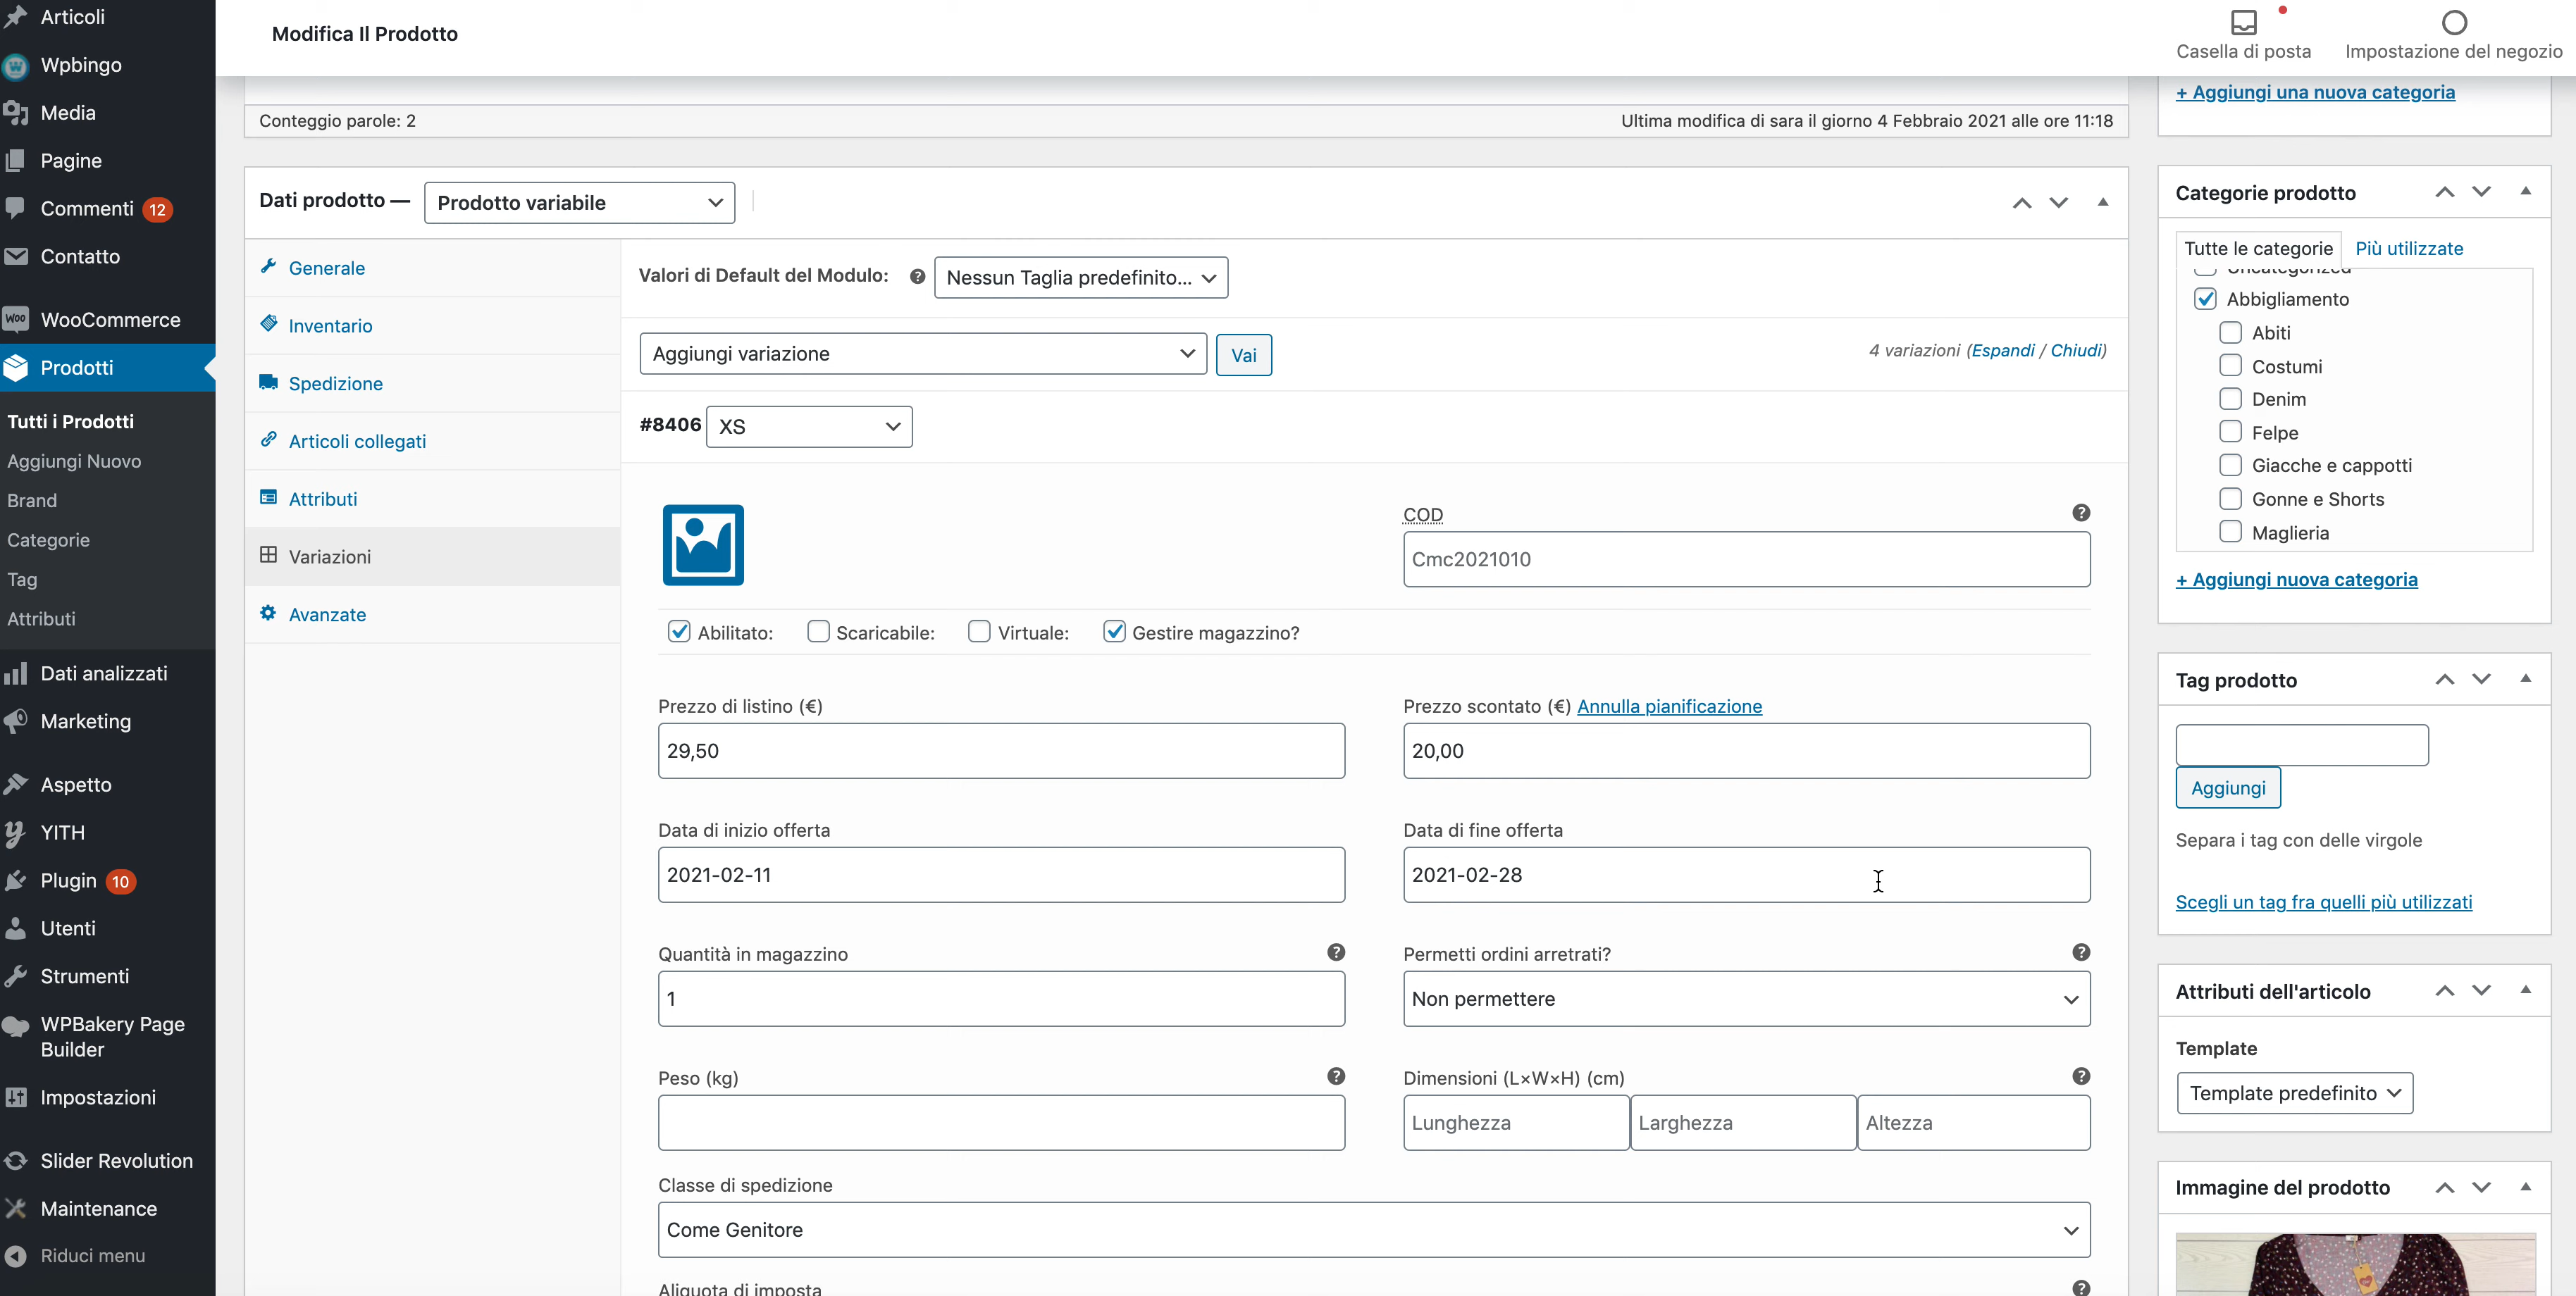 Articoli
Wpbingo
Media
Pagine
Commenti 12
Contatto
WooCommerce
Prodotti
Tutti i Prodotti
Aggiungi Nuovo
Brand
Categorie
Tag
Attributi
Dati analizzati
Marketing
Aspetto
YITH
Plugin 10
Utenti
Strumenti
WPBakery Page
Builder
Impostazioni
Slider Revolution
Maintenance
Riduci menu
Modifica Il Prodotto
Casella di posta
Impostazione del negozio
Conteggio parole: 2
Ultima modifica di sara il giorno 4 Febbraio 2021 alle ore 11:18
Dati prodotto — Prodotto variabile
Generale
Inventario
Spedizione
Articoli collegati
Attributi
Variazioni
Avanzate
Valori di Default del Modulo: Nessun Taglia predefinito...
Aggiungi variazione Vai
4 variazioni (Espandi / Chiudi)
#8406 XS
COD
Cmc2021010
Abilitato: Scaricabile: Virtuale: Gestire magazzino?
Prezzo di listino (€)
29,50
Prezzo scontato (€) Annulla pianificazione
20,00
Data di inizio offerta
2021-02-11
Data di fine offerta
2021-02-28
Quantità in magazzino
1
Permetti ordini arretrati?
Non permettere
Peso (kg)
Dimensioni (L×W×H) (cm)
Lunghezza
Larghezza
Altezza
Classe di spedizione
Come Genitore
Aliquota di imposta
+ Aggiungi una nuova categoria
Categorie prodotto
Tutte le categorie Più utilizzate
Uncategorized
Abbigliamento
Abiti
Costumi
Denim
Felpe
Giacche e cappotti
Gonne e Shorts
Maglieria
+ Aggiungi nuova categoria
Tag prodotto
Aggiungi
Separa i tag con delle virgole
Scegli un tag fra quelli più utilizzati
Attributi dell'articolo
Template
Template predefinito
Immagine del prodotto